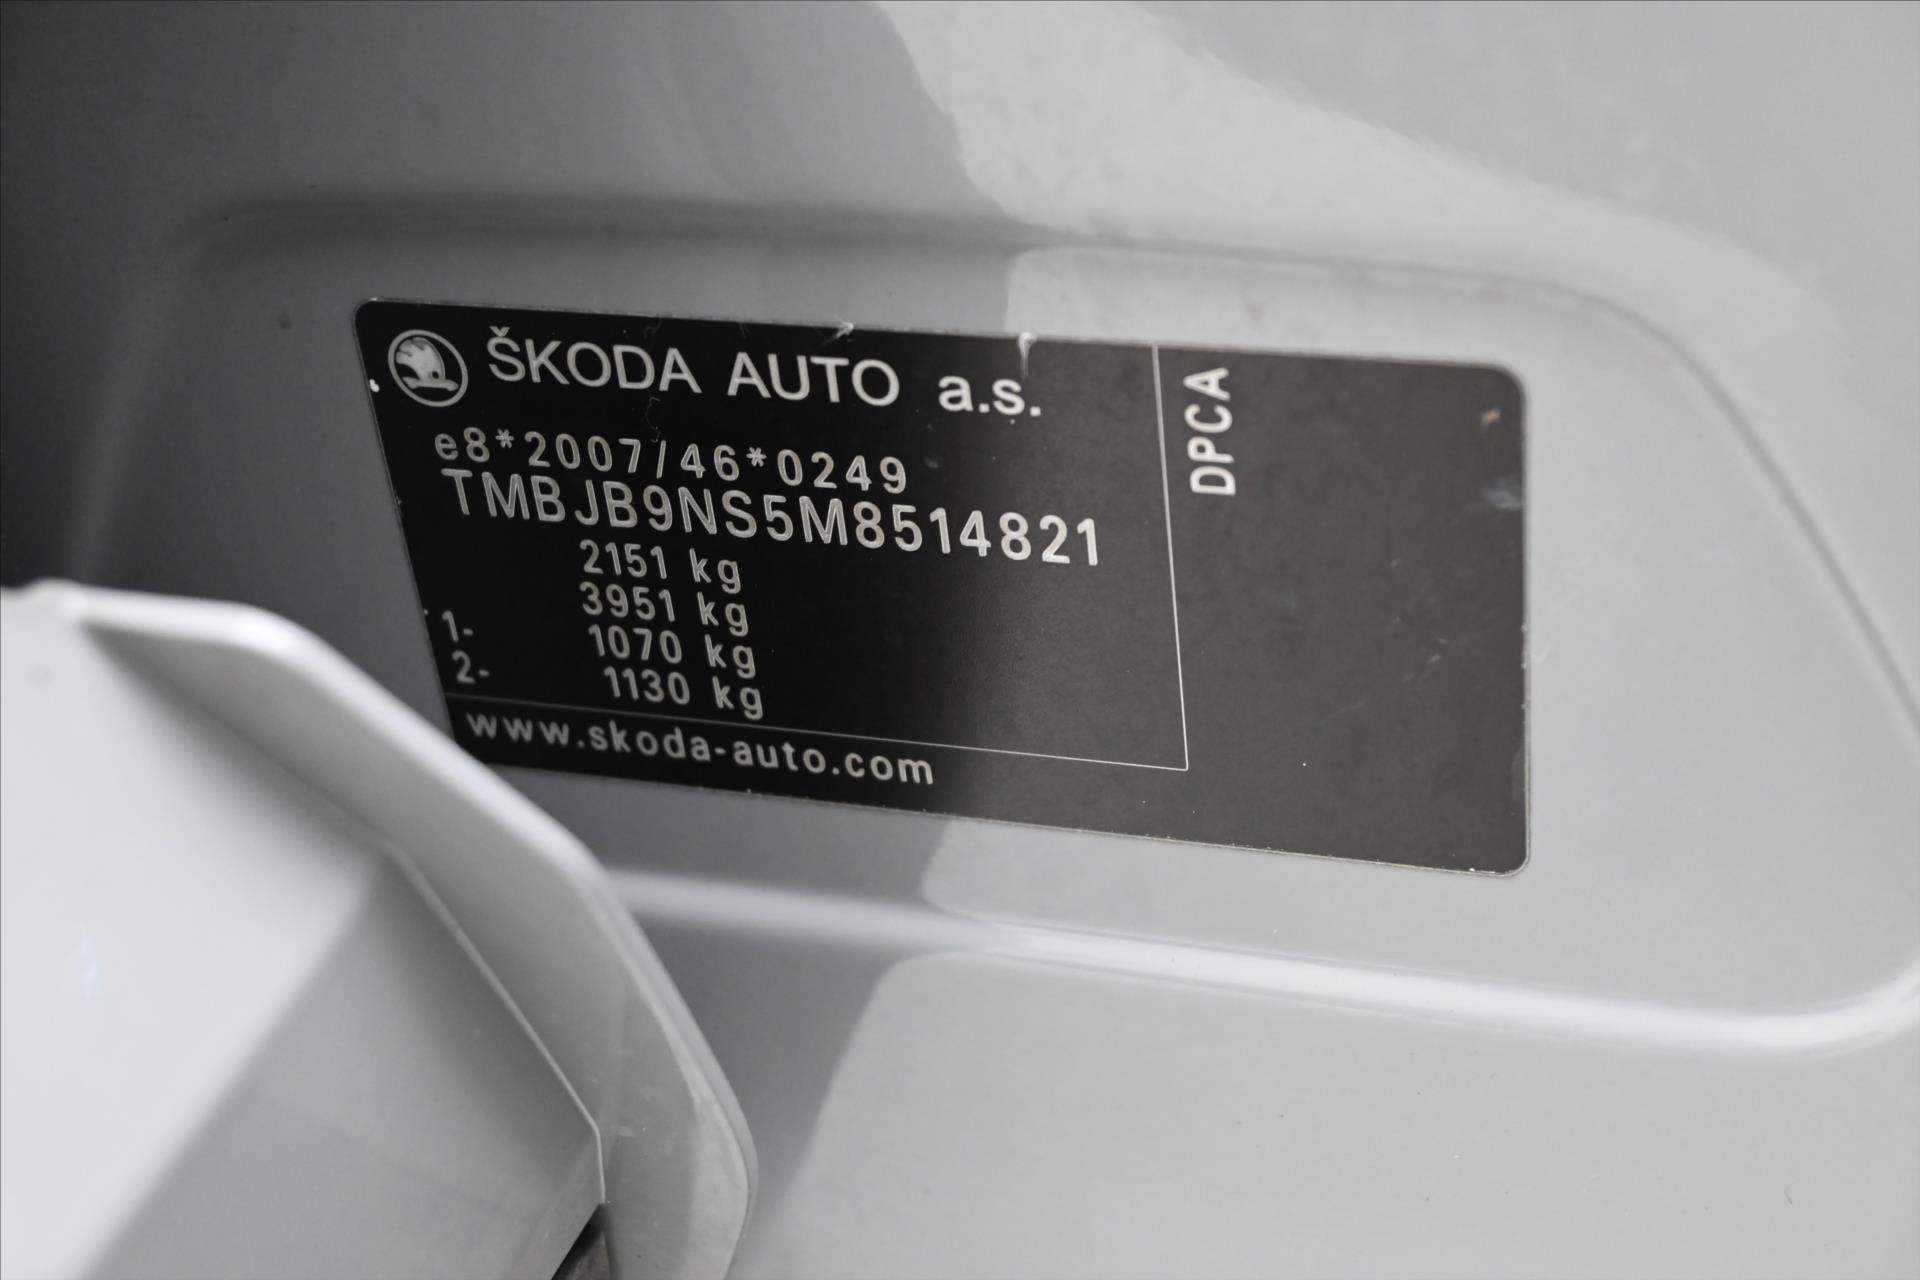 ŠKODA AUTO a.s.
e8*2007/46*0249
TMBJB9NS5M8514821
2151 kg
3951 kg
1- 1070 kg
2- 1130 kg
www.skoda-auto.com
DPCA